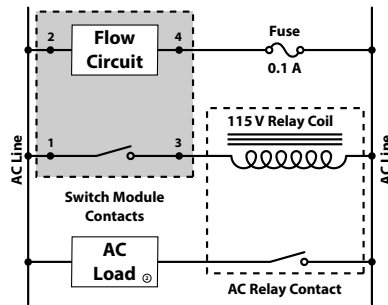 2
Flow
Circuit
4
Fuse
0.1 A
115 V Relay Coil
1
3
AC Line
AC Line
Switch Module
Contacts
AC
Load ②
AC Relay Contact